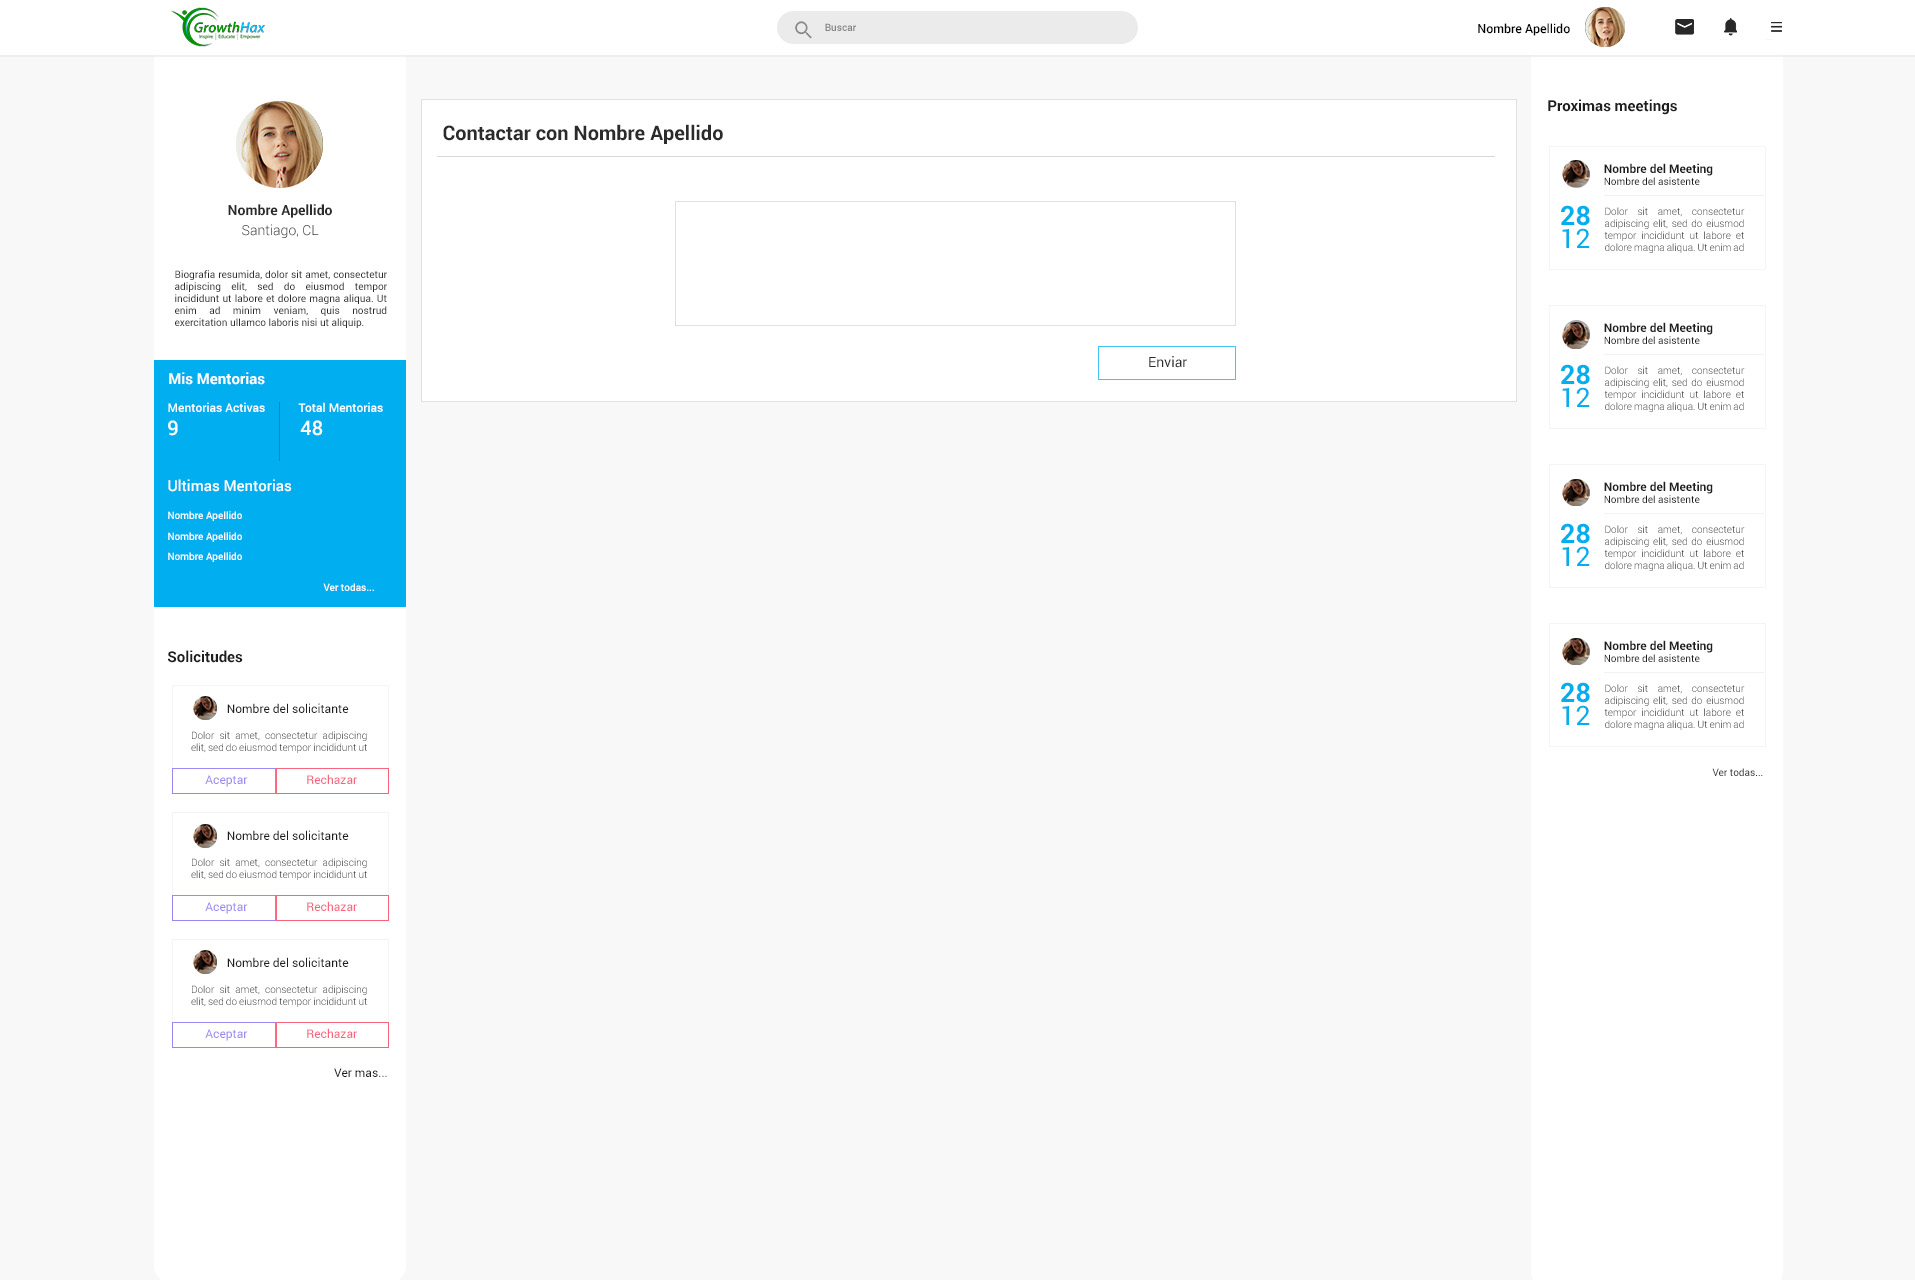 GrowthHax
Inspire | Educate | Empower
Buscar
Nombre Apellido
Nombre Apellido
Santiago, CL
Biografia resumida, dolor sit amet, consectetur
adipiscing elit, sed do eiusmod tempor
incididunt ut labore et dolore magna aliqua. Ut
enim ad minim veniam, quis nostrud
exercitation ullamco laboris nisi ut aliquip.
Mis Mentorias
Mentorias Activas
9
Total Mentorias
48
Ultimas Mentorias
Nombre Apellido
Nombre Apellido
Nombre Apellido
Ver todas...
Solicitudes
Nombre del solicitante
Dolor sit amet, consectetur adipiscing
elit, sed do eiusmod tempor incididunt ut
Aceptar
Rechazar
Nombre del solicitante
Dolor sit amet, consectetur adipiscing
elit, sed do eiusmod tempor incididunt ut
Aceptar
Rechazar
Nombre del solicitante
Dolor sit amet, consectetur adipiscing
elit, sed do eiusmod tempor incididunt ut
Aceptar
Rechazar
Ver mas...
Contactar con Nombre Apellido
Enviar
Proximas meetings
Nombre del Meeting
Nombre del asistente
28
12
Dolor sit amet, consectetur
adipiscing elit, sed do eiusmod
tempor incididunt ut labore et
dolore magna aliqua. Ut enim ad
Nombre del Meeting
Nombre del asistente
28
12
Dolor sit amet, consectetur
adipiscing elit, sed do eiusmod
tempor incididunt ut labore et
dolore magna aliqua. Ut enim ad
Nombre del Meeting
Nombre del asistente
28
12
Dolor sit amet, consectetur
adipiscing elit, sed do eiusmod
tempor incididunt ut labore et
dolore magna aliqua. Ut enim ad
Nombre del Meeting
Nombre del asistente
28
12
Dolor sit amet, consectetur
adipiscing elit, sed do eiusmod
tempor incididunt ut labore et
dolore magna aliqua. Ut enim ad
Ver todas...